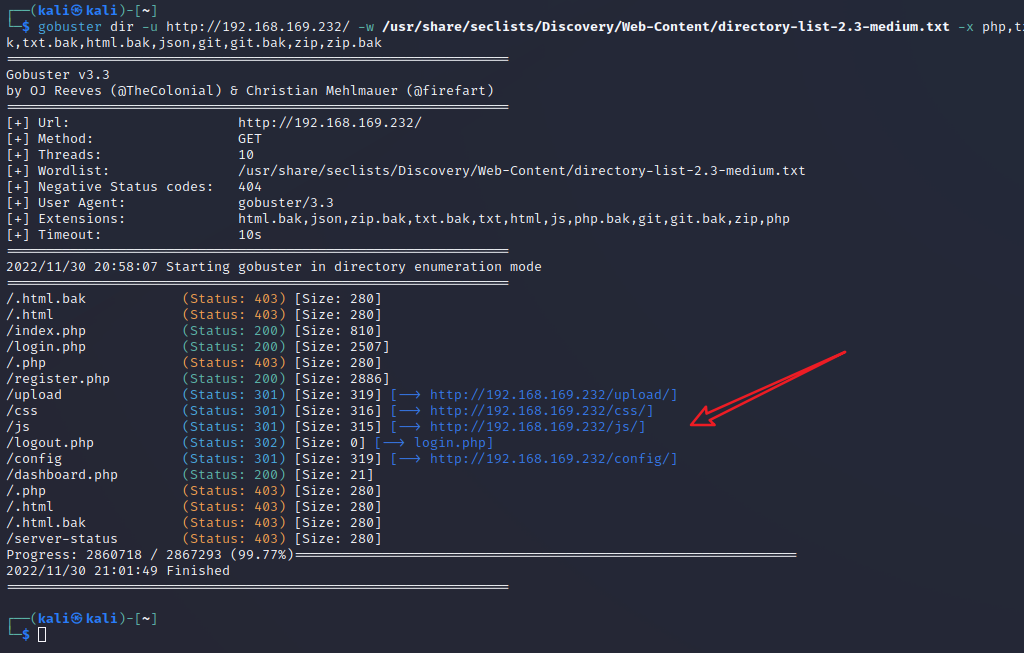 ┌──(kali㉿kali)-[~]
└─$ gobuster dir -u http://192.168.169.232/ -w /usr/share/seclists/Discovery/Web-Content/directory-list-2.3-medium.txt -x php,t
k,txt.bak,html.bak,json,git,git.bak,zip,zip.bak
===============================================================
Gobuster v3.3
by OJ Reeves (@TheColonial) & Christian Mehlmauer (@firefart)
===============================================================
[+] Url:                     http://192.168.169.232/
[+] Method:                  GET
[+] Threads:                 10
[+] Wordlist:                /usr/share/seclists/Discovery/Web-Content/directory-list-2.3-medium.txt
[+] Negative Status codes:   404
[+] User Agent:              gobuster/3.3
[+] Extensions:              html.bak,json,zip.bak,txt.bak,txt,html,js,php.bak,git,git.bak,zip,php
[+] Timeout:                 10s
===============================================================
2022/11/30 20:58:07 Starting gobuster in directory enumeration mode
===============================================================
/.html.bak            (Status: 403) [Size: 280]
/.html                (Status: 403) [Size: 280]
/index.php            (Status: 200) [Size: 810]
/login.php            (Status: 200) [Size: 2507]
/.php                 (Status: 403) [Size: 280]
/register.php         (Status: 200) [Size: 2886]
/upload               (Status: 301) [Size: 319] [--> http://192.168.169.232/upload/]
/css                  (Status: 301) [Size: 316] [--> http://192.168.169.232/css/]
/js                   (Status: 301) [Size: 315] [--> http://192.168.169.232/js/]
/logout.php           (Status: 302) [Size: 0] [--> login.php]
/config               (Status: 301) [Size: 319] [--> http://192.168.169.232/config/]
/dashboard.php        (Status: 200) [Size: 21]
/.php                 (Status: 403) [Size: 280]
/.html                (Status: 403) [Size: 280]
/.html.bak            (Status: 403) [Size: 280]
/server-status        (Status: 403) [Size: 280]
Progress: 2860718 / 2867293 (99.77%)===============================================================
2022/11/30 21:01:49 Finished
===============================================================
┌──(kali㉿kali)-[~]
└─$